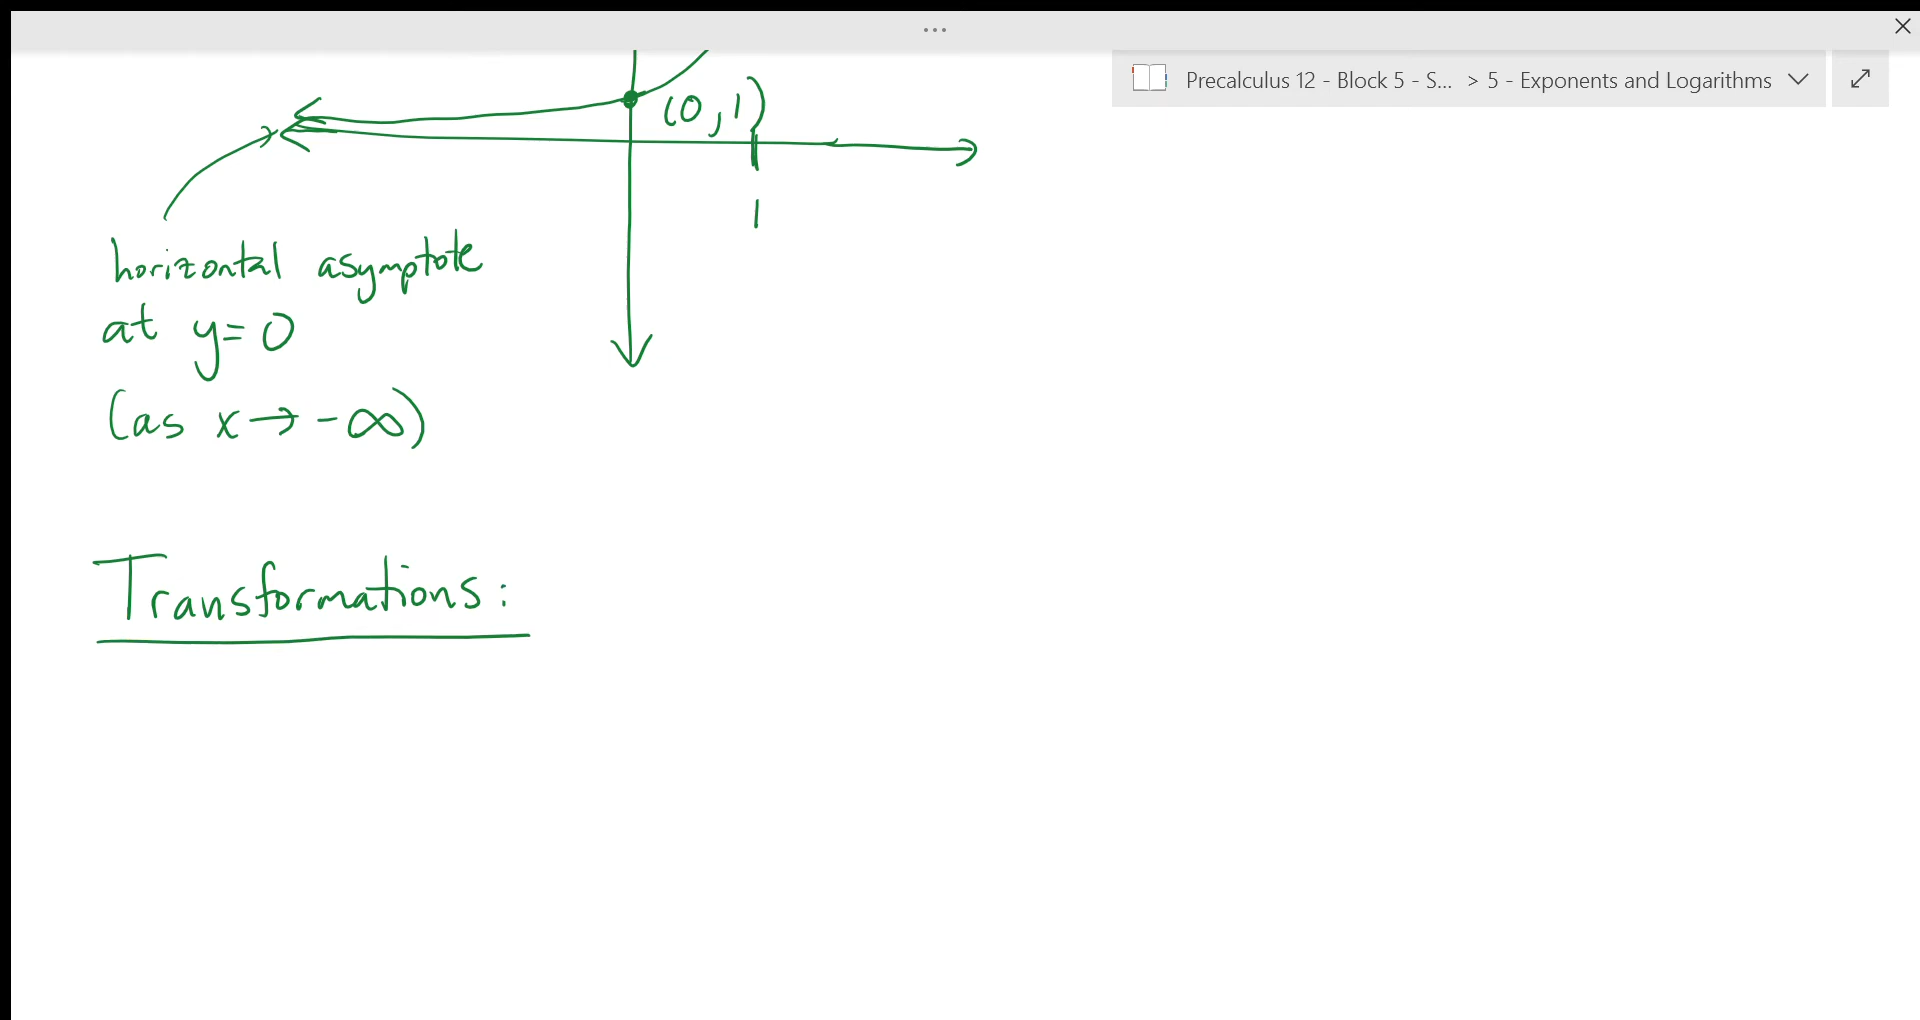 ...
Precalculus 12 - Block 5 - S... > 5 - Exponents and Logarithms
(0, 1)
1
horizontal asymptote
at y = 0
(as x → -∞)
Transformations: